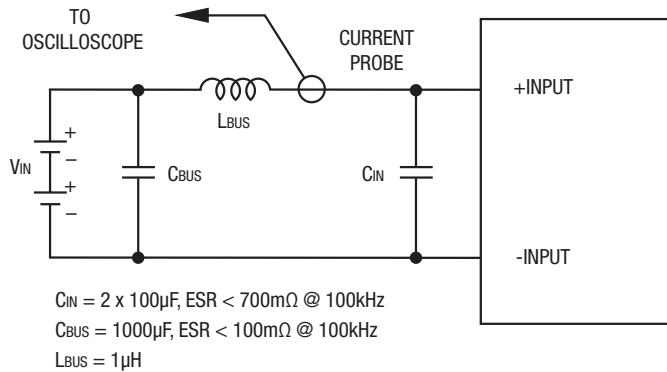 TO
OSCILLOSCOPE
CURRENT
PROBE
+INPUT
LBUS
VIN
+
−
+
−
CBUS
CIN
-INPUT
CIN = 2 x 100µF, ESR < 700mΩ @ 100kHz
CBUS = 1000µF, ESR < 100mΩ @ 100kHz
LBUS = 1µH